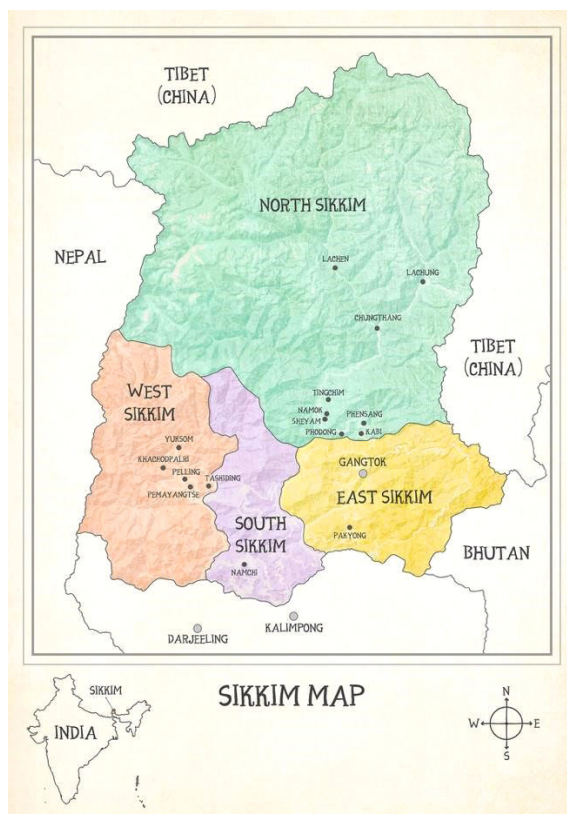 TIBET
(CHINA)
NORTH SIKKIM
NEPAL
LACHEN
LACHUNG
CHUNGTHANG
TIBET
(CHINA)
WEST
SIKKIM
TINGCHIM
NAMOK
SHEYAM
PHENSANG
PHODONG
KABI
YUKSOM
KHACHODPALRI
PELLING
PEMAYANGTSE
TASHIDING
GANGTOK
EAST SIKKIM
SOUTH
SIKKIM
PAKYONG
BHUTAN
NAMCHI
KALIMPONG
DARJEELING
SIKKIM
INDIA
SIKKIM MAP
N
W
E
S